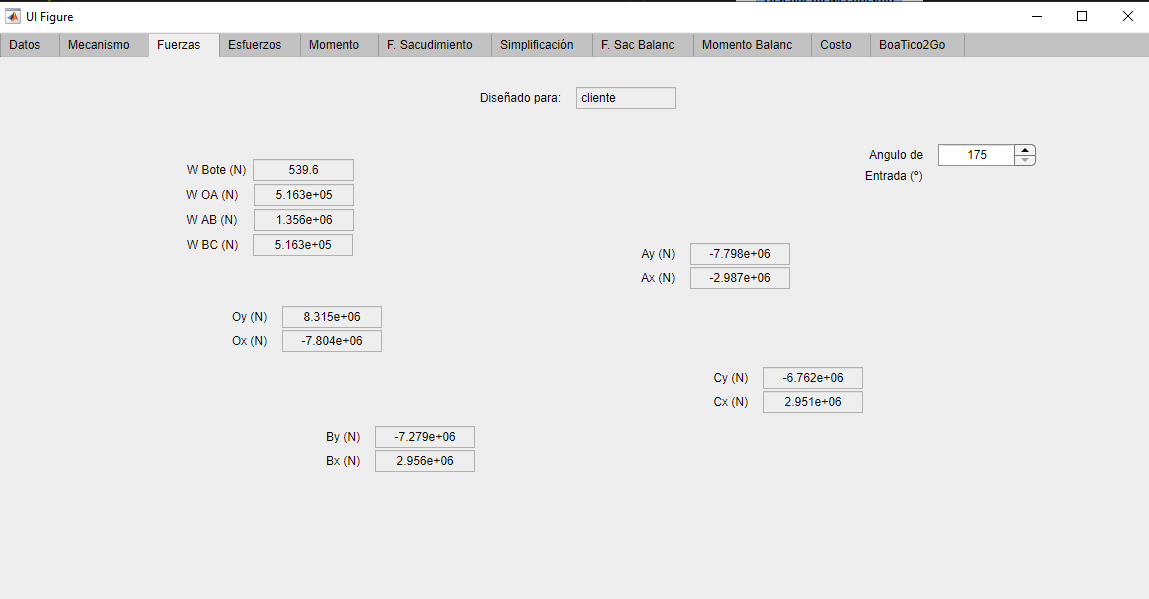 UI Figure
Datos Mecanismo Fuerzas Esfuerzos Momento F. Sacudimiento Simplificación F. Sac Balanc Momento Balanc Costo BoaTico2Go
Diseñado para: cliente
Angulo de Entrada (º) 175
W Bote (N) 539.6
W OA (N) 5.163e+05
W AB (N) 1.356e+06
W BC (N) 5.163e+05
Ay (N) -7.798e+06
Ax (N) -2.987e+06
Oy (N) 8.315e+06
Ox (N) -7.804e+06
Cy (N) -6.762e+06
Cx (N) 2.951e+06
By (N) -7.279e+06
Bx (N) 2.956e+06